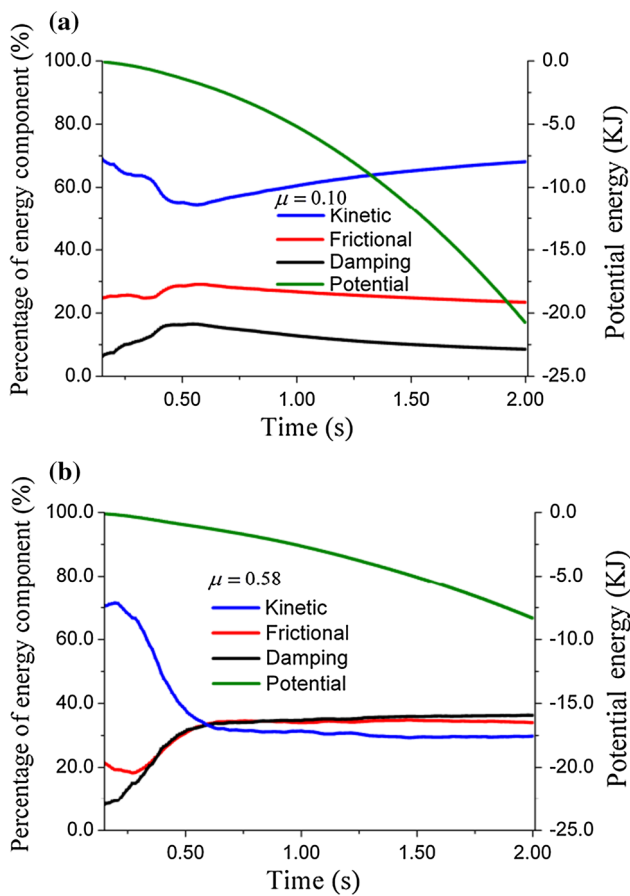 (a)
Percentage of energy component (%)
100.0
80.0
60.0
40.0
20.0
0.0
μ = 0.10
Kinetic
Frictional
Damping
Potential
0.0
-5.0
-10.0
-15.0
-20.0
-25.0
Potential energy (KJ)
0.50
1.00
1.50
2.00
Time (s)
(b)
Percentage of energy component (%)
100.0
80.0
60.0
40.0
20.0
0.0
μ = 0.58
Kinetic
Frictional
Damping
Potential
0.0
-5.0
-10.0
-15.0
-20.0
-25.0
Potential energy (KJ)
0.50
1.00
1.50
2.00
Time (s)